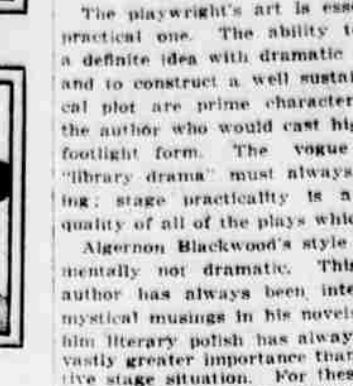 The playwright's art is esse
practical one. The ability t
a definite idea with dramatic
and to construct a well sustai
cal plot are prime character
the author who would cast hi
footlight form. The vogue
"library drama" must always
ing; stage practicality is a
quality of all of the plays whic
Algernon Blackwood's style
mentally not dramatic. This
author has always been inte
mystical musings in his novels
him literary polish has alway
vastly greater importance than
tive stage situation. For thes